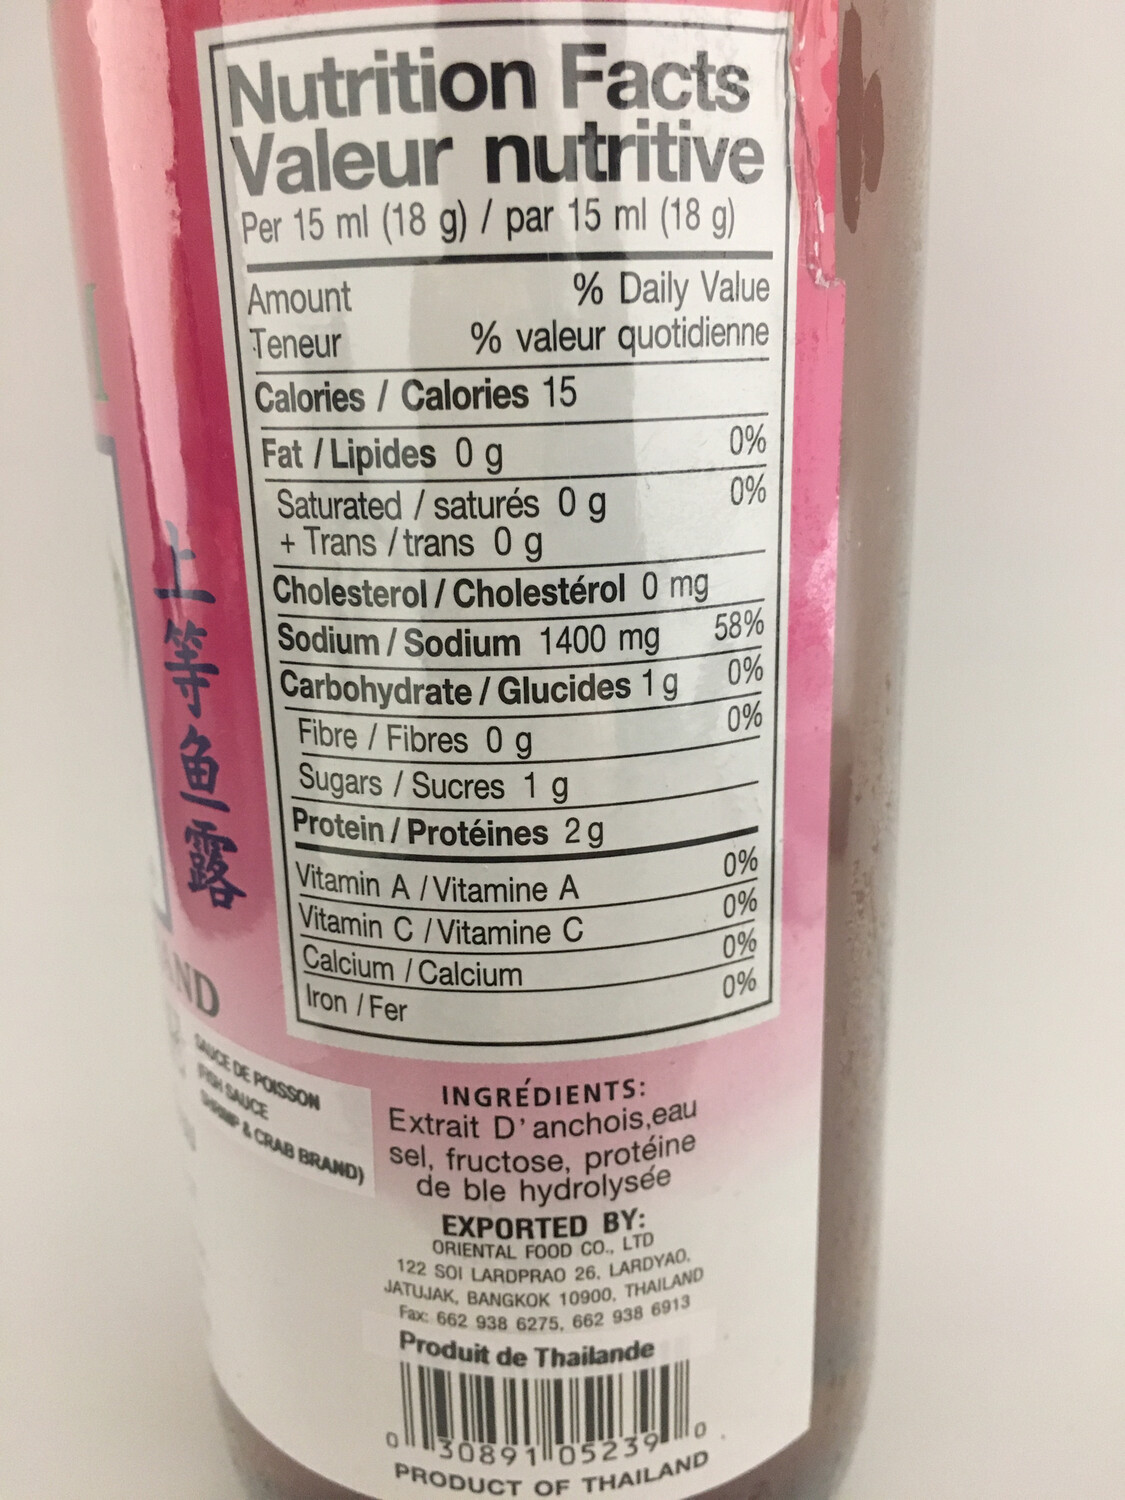 Nutrition Facts
Valeur nutritive
Per 15 ml (18 g) / par 15 ml (18 g)
Amount % Daily Value
Teneur % valeur quotidienne
Calories / Calories 15
Fat / Lipides 0 g 0%
Saturated / saturés 0 g 0%
+ Trans / trans 0 g
Cholesterol / Cholestérol 0 mg
Sodium / Sodium 1400 mg 58%
Carbohydrate / Glucides 1 g 0%
Fibre / Fibres 0 g 0%
Sugars / Sucres 1 g
Protein / Protéines 2 g
Vitamin A / Vitamine A 0%
Vitamin C / Vitamine C 0%
Calcium / Calcium 0%
Iron / Fer 0%
上等鱼露
AND
SAUCE DE POISSON
FISH SAUCE
SHRIMP & CRAB BRAND)
INGRÉDIENTS:
Extrait D'anchois,eau
sel, fructose, protéine
de ble hydrolysée
EXPORTED BY:
ORIENTAL FOOD CO., LTD
122 SOI LARDPRAO 26, LARDYAO,
JATUJAK, BANGKOK 10900, THAILAND
Fax: 662 938 6275, 662 938 6913
Produit de Thailande
0 30891 05239 0
PRODUCT OF THAILAND